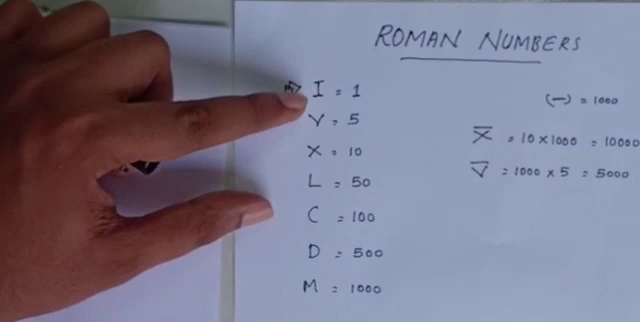 ROMAN NUMBERS
I = 1
V = 5
X = 10
L = 50
C = 100
D = 500
M = 1000
(—) = 1000
X̅ = 10 x 1000 = 10000
V̅ = 1000 x 5 = 5000